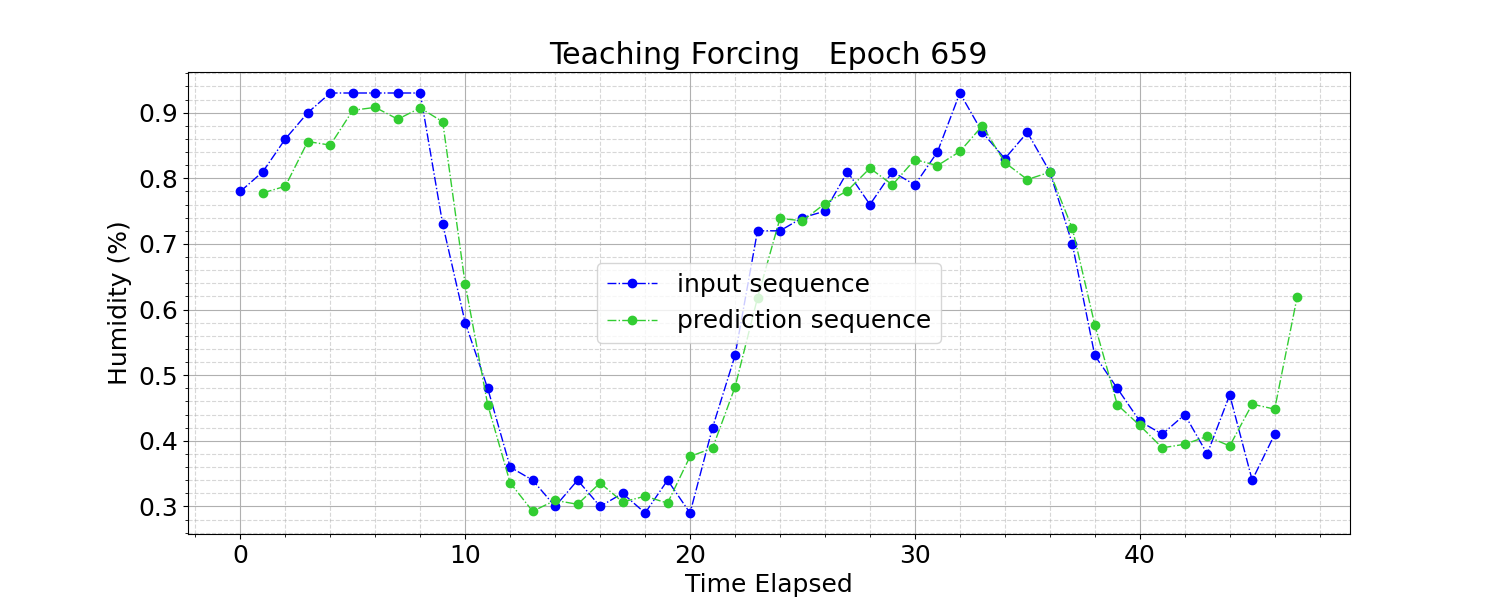 Teaching Forcing   Epoch 659
Humidity (%)
0.9
0.8
0.7
0.6
0.5
0.4
0.3
input sequence
prediction sequence
0 10 20 30 40
Time Elapsed